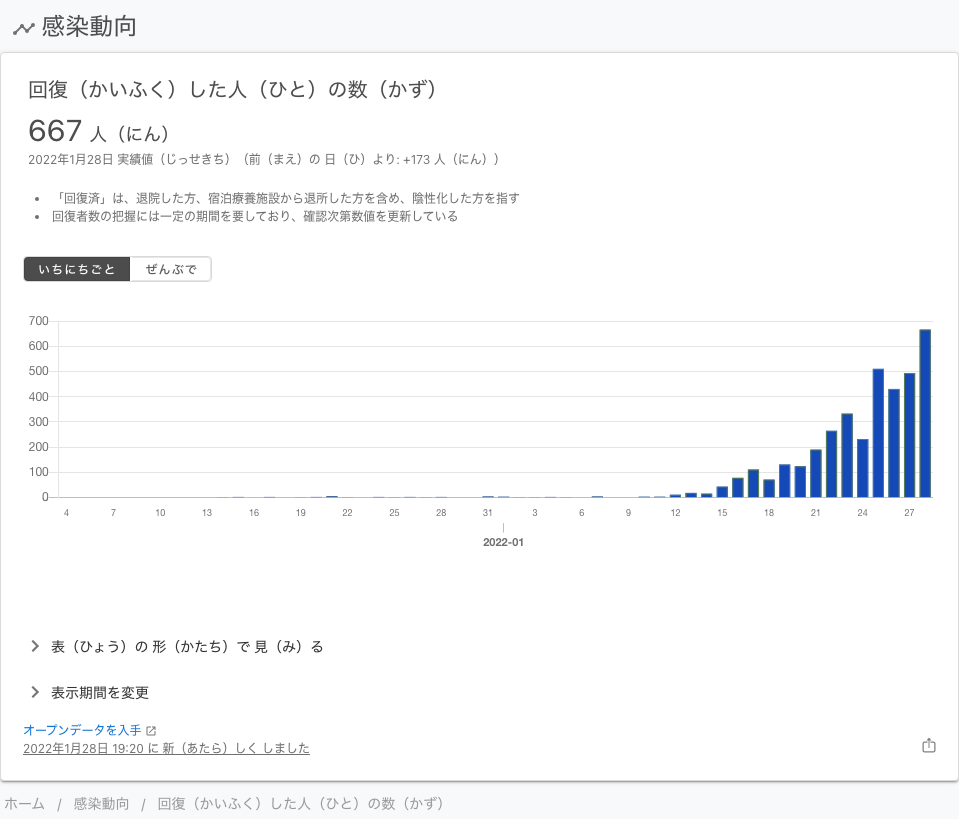 感染動向
回復（かいふく）した人（ひと）の数（かず）
667 人（にん）
2022年1月28日 実績値（じっせきち）（前（まえ）の 日（ひ）より: +173 人（にん））
• 「回復済」は、退院した方、宿泊療養施設から退所した方を含め、陰性化した方を指す
• 回復者数の把握には一定の期間を要しており、確認次第数値を更新している
いちにちごと ぜんぶで
700
600
500
400
300
200
100
0
4 7 10 13 16 19 22 25 28 31 3 6 9 12 15 18 21 24 27
2022-01
表（ひょう）の 形（かたち）で 見（み）る
表示期間を変更
オープンデータを入手
2022年1月28日 19:20 に 新（あたら）しく しました
ホーム / 感染動向 / 回復（かいふく）した人（ひと）の数（かず）